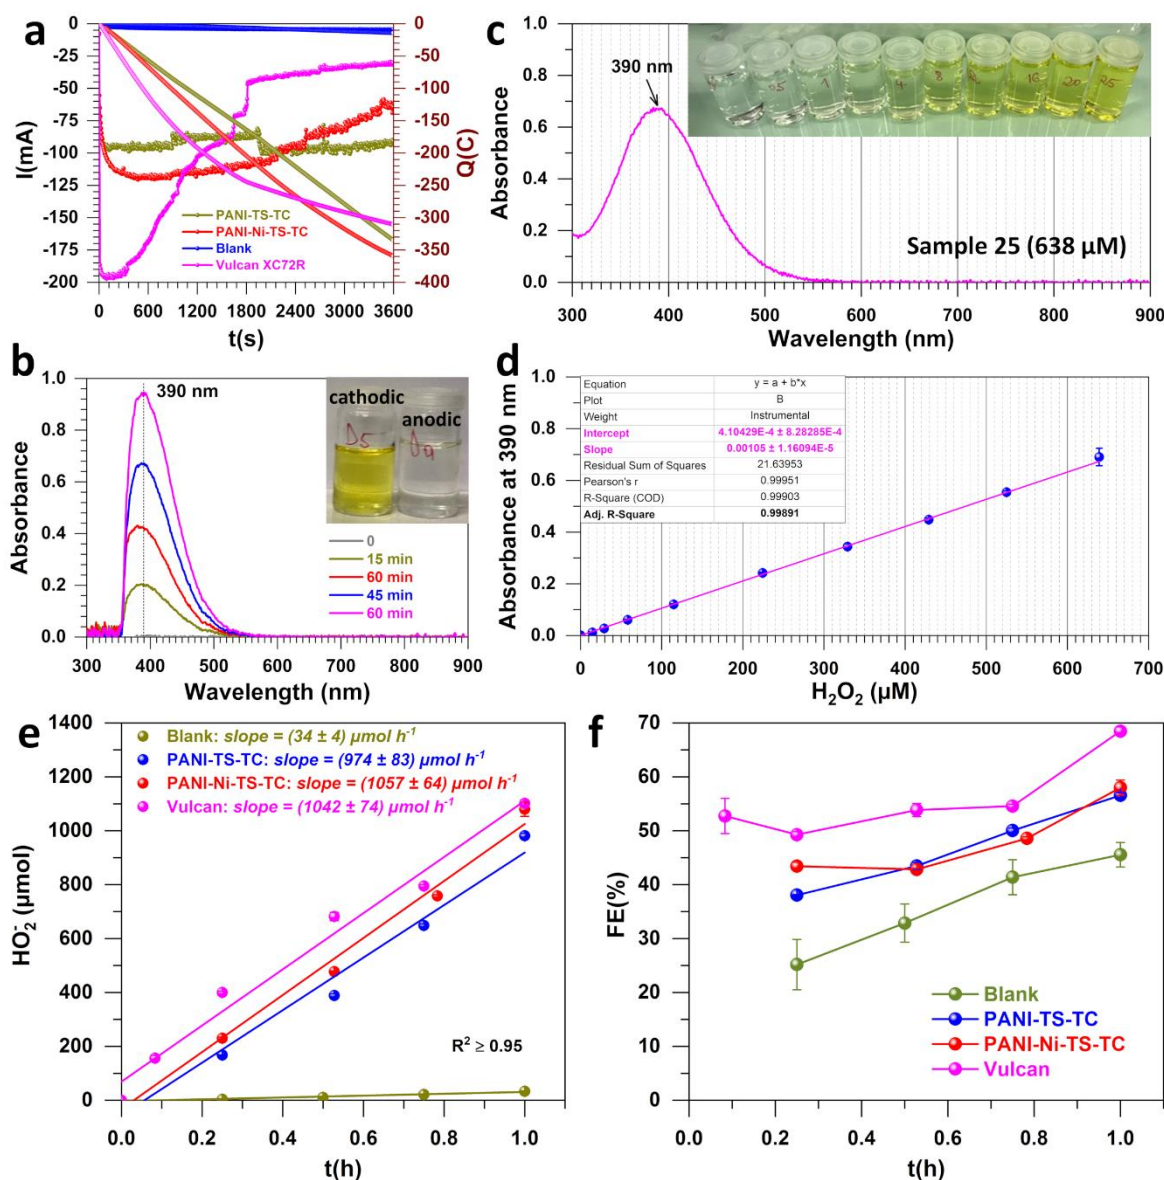 a
0
-25
-50
-75
-100
-125
-150
-175
-200
I(mA)
0
-50
-100
-150
-200
-250
-300
-350
-400
Q(C)
PANI-TS-TC
PANI-Ni-TS-TC
Blank
Vulcan XC72R
0 600 1200 1800 2400 3000 3600
t(s)
c
390 nm
1.0
0.8
0.6
0.4
0.2
0.0
Absorbance
05 1 4 8 16 20 25
Sample 25 (638 µM)
300 400 500 600 700 800 900
Wavelength (nm)
b
390 nm
1.0
0.8
0.6
0.4
0.2
0.0
Absorbance
cathodic
anodic
0
15 min
60 min
45 min
60 min
300 400 500 600 700 800 900
Wavelength (nm)
d
1.0
0.8
0.6
0.4
0.2
0.0
Absorbance at 390 nm
Equation y = a + b*x
Plot B
Weight Instrumental
Intercept 4.10429E-4 ± 8.28285E-4
Slope 0.00105 ± 1.16094E-5
Residual Sum of Squares 21.63953
Pearson's r 0.99951
R-Square (COD) 0.99903
Adj. R-Square 0.99891
0 100 200 300 400 500 600 700
H₂O₂ (µM)
e
1400
1200
1000
800
600
400
200
0
HO₂⁻ (µmol)
Blank: slope = (34 ± 4) µmol h⁻¹
PANI-TS-TC: slope = (974 ± 83) µmol h⁻¹
PANI-Ni-TS-TC: slope = (1057 ± 64) µmol h⁻¹
Vulcan: slope = (1042 ± 74) µmol h⁻¹
R² ≥ 0.95
0.0 0.2 0.4 0.6 0.8 1.0
t(h)
f
70
60
50
40
30
20
10
0
FE(%)
Blank
PANI-TS-TC
PANI-Ni-TS-TC
Vulcan
0.0 0.2 0.4 0.6 0.8 1.0
t(h)